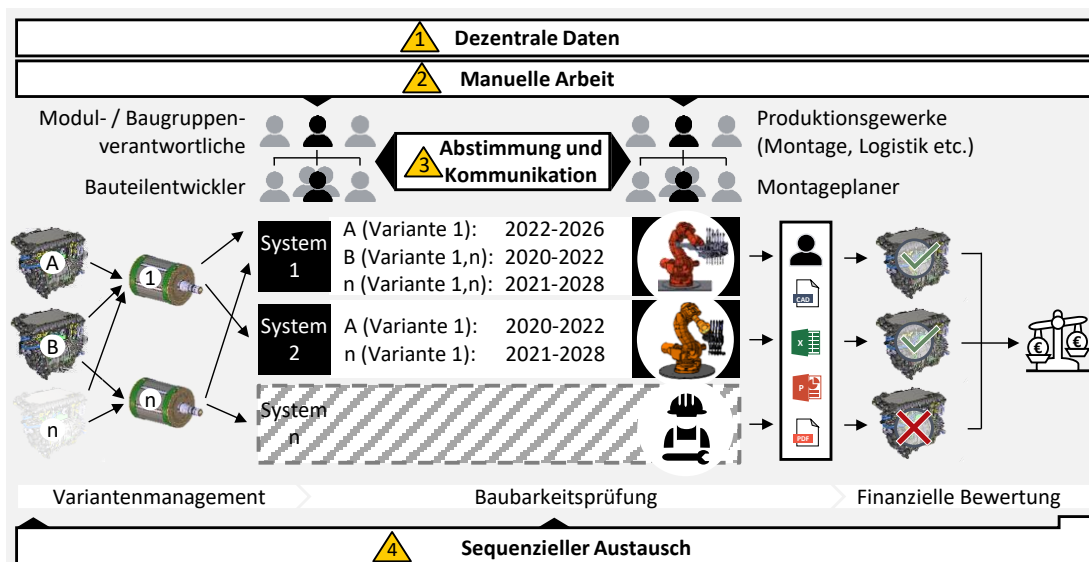 1 Dezentrale Daten
2 Manuelle Arbeit
Modul- / Baugruppen-
verantwortliche
Bauteilentwickler
3 Abstimmung und
Kommunikation
Produktionsgewerke
(Montage, Logistik etc.)
Montageplaner
A
B
n
1
n
System
1
A (Variante 1): 2022-2026
B (Variante 1,n): 2020-2022
n (Variante 1,n): 2021-2028
System
2
A (Variante 1): 2020-2022
n (Variante 1): 2021-2028
System
n
CAD
X
P
PDF
€ €
Variantenmanagement
Baubarkeitsprüfung
Finanzielle Bewertung
4 Sequenzieller Austausch